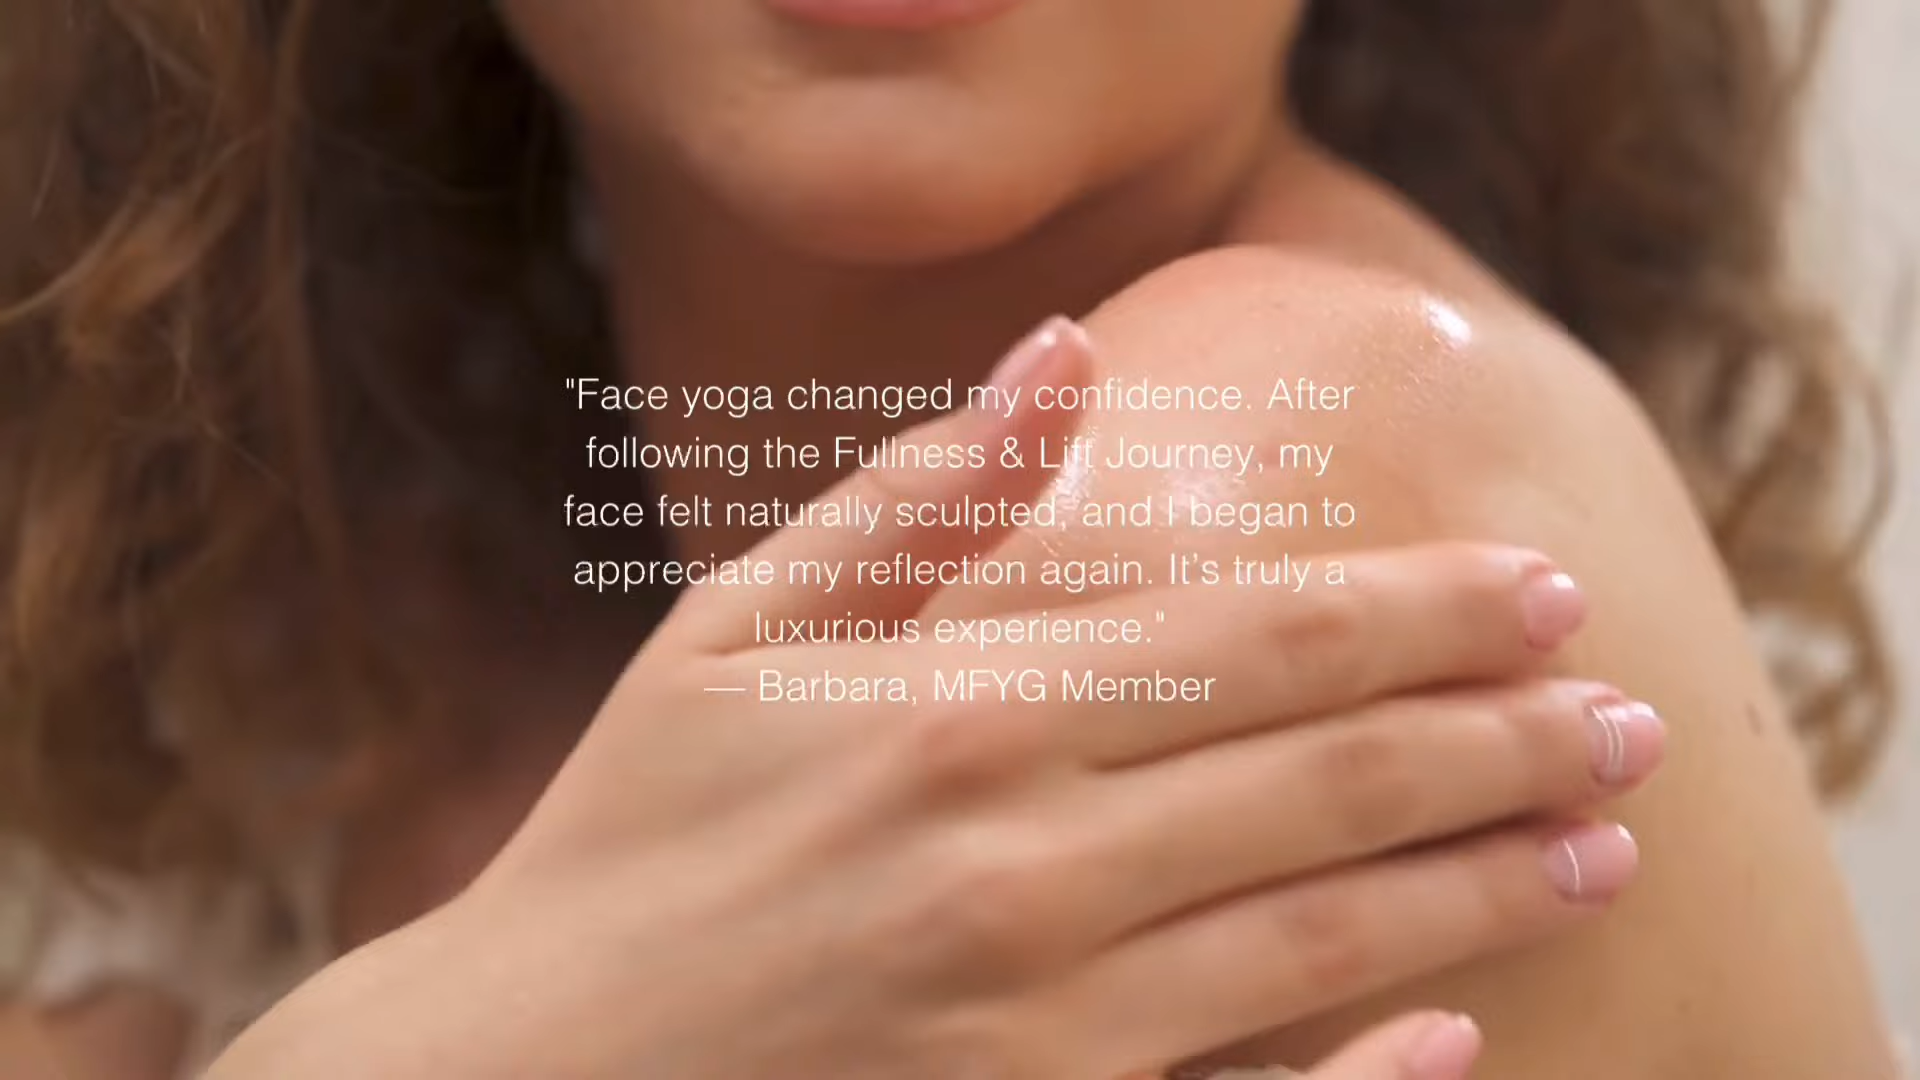 "Face yoga changed my confidence. After
following the Fullness & Lift Journey, my
face felt naturally sculpted, and I began to
appreciate my reflection again. It’s truly a
luxurious experience."
— Barbara, MFYG Member